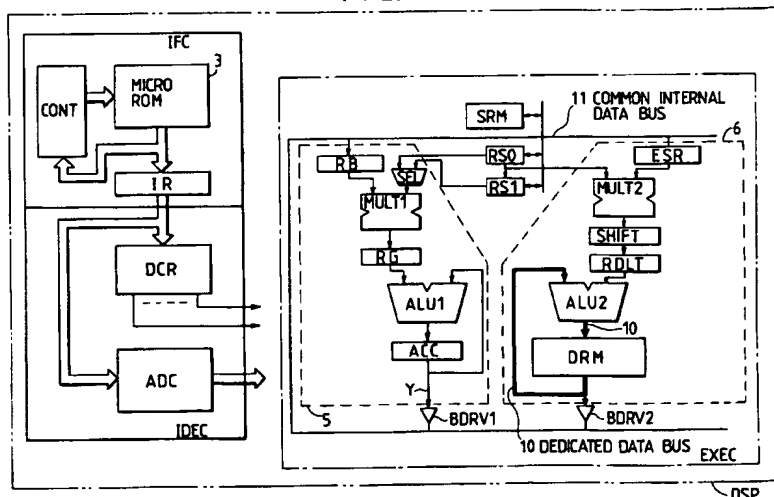 IFC
3
CONT
MICRO
ROM
IR
DCR
ADC
IDEC
SRM
11 COMMON INTERNAL
DATA BUS
6
RB
SEL
RS0
RS1
ESR
MULT1
MULT2
SHIFT
RG
RDLT
ALU1
ALU2
10
ACC
DRM
Y
5
BDRV1
BDRV2
10 DEDICATED DATA BUS
EXEC
DSP